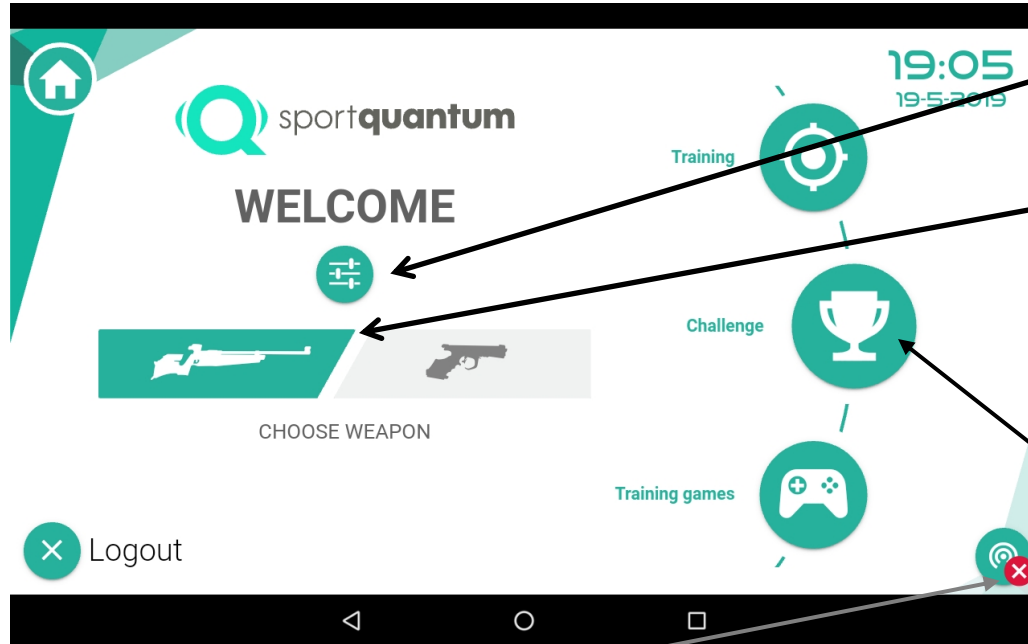 19:05
19-5-2019
sportquantum
Training
WELCOME
Challenge
CHOOSE WEAPON
Training games
Logout